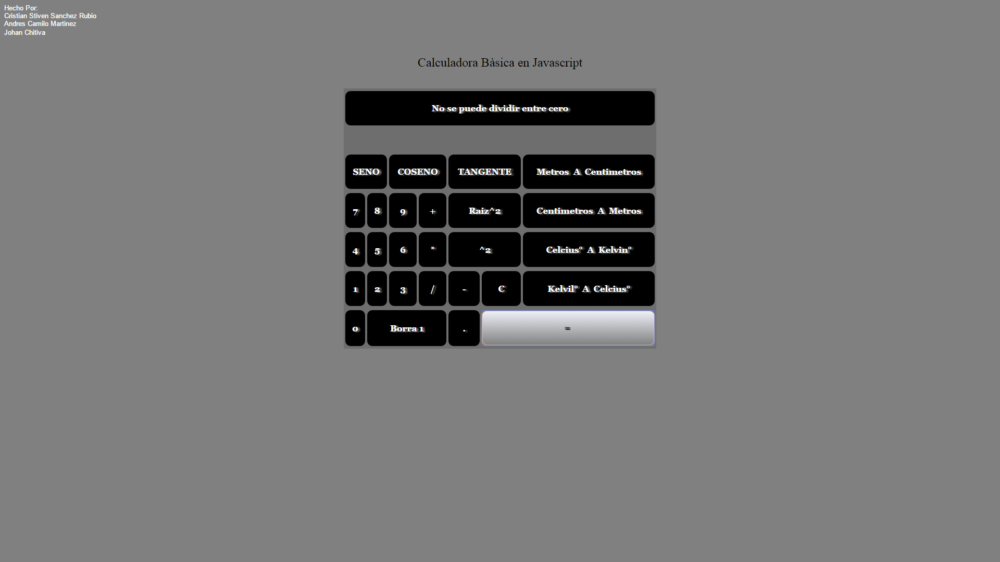 Hecho Por:
Cristian Stiven Sanchez Rubio
Andres Camilo Martinez
Johan Chitiva
Calculadora Bàsica en Javascript
No se puede dividir entre cero
SENO COSENO TANGENTE Metros A Centimetros
7 8 9 + Raiz^2 Centimetros A Metros
4 5 6 * ^2 Celcius° A Kelvin°
1 2 3 / - C Kelvil° A Celcius°
0 Borra 1 . =